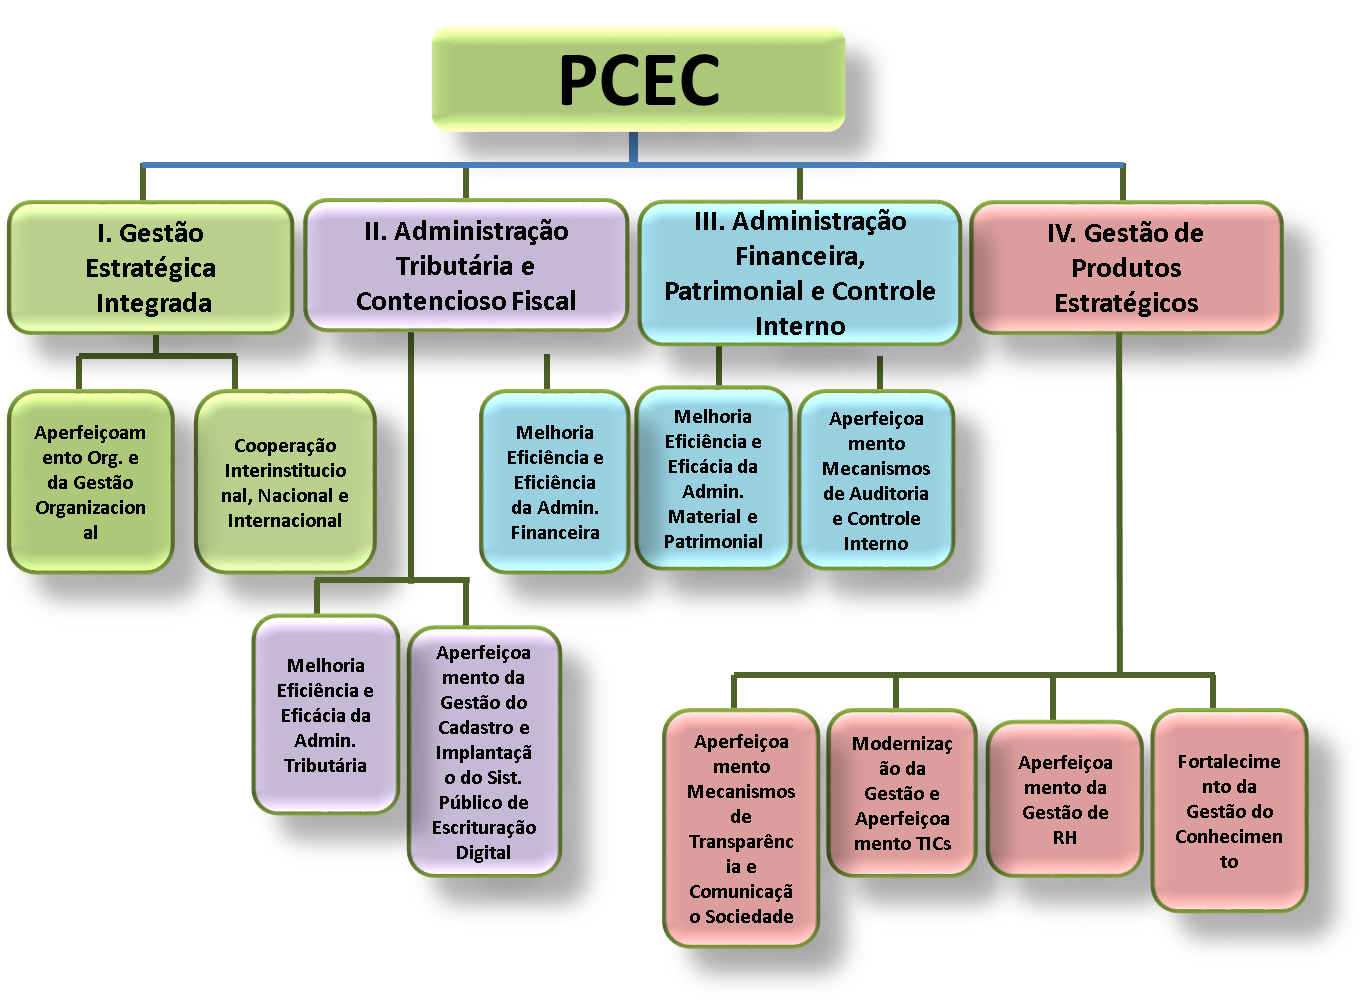 PCEC
I. Gestão
Estratégica
Integrada
II. Administração
Tributária e
Contencioso Fiscal
III. Administração
Financeira,
Patrimonial e Controle
Interno
IV. Gestão de
Produtos
Estratégicos
Aperfeiçoam
ento Org. e
da Gestão
Organizacion
al
Cooperação
Interinstitucio
nal, Nacional e
Internacional
Melhoria
Eficiência e
Eficiência
da Admin.
Financeira
Melhoria
Eficiência e
Eficácia da
Admin.
Material e
Patrimonial
Aperfeiçoa
mento
Mecanismos
de Auditoria
e Controle
Interno
Melhoria
Eficiência e
Eficácia da
Admin.
Tributária
Aperfeiçoa
mento da
Gestão do
Cadastro e
Implantaçã
o do Sist.
Público de
Escrituração
Digital
Aperfeiçoa
mento
Mecanismos
de
Transparênc
ia e
Comunicaçã
o Sociedade
Modernizaç
ão da
Gestão e
Aperfeiçoa
mento TICs
Aperfeiçoa
mento da
Gestão de
RH
Fortalecime
nto da
Gestão do
Conhecimen
to